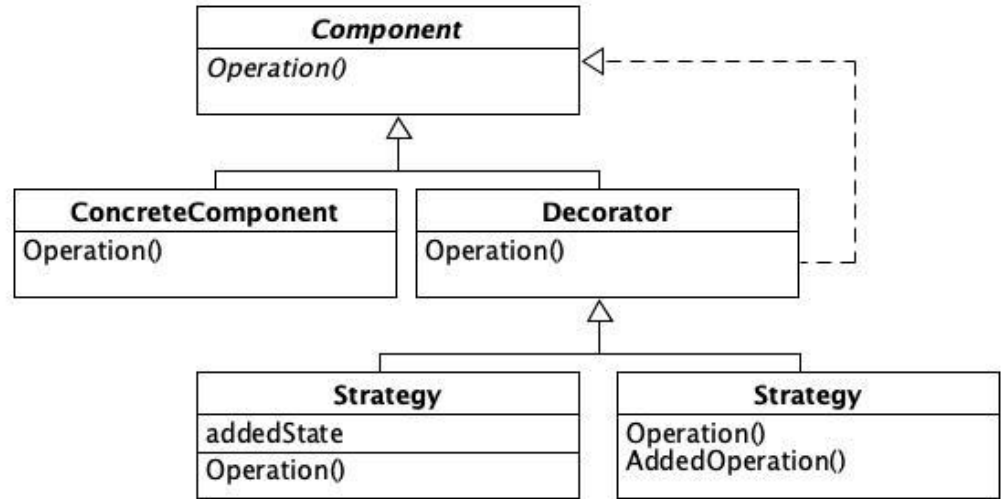 Component
Operation()
ConcreteComponent
Operation()
Decorator
Operation()
Strategy
addedState
Operation()
Strategy
Operation()
AddedOperation()